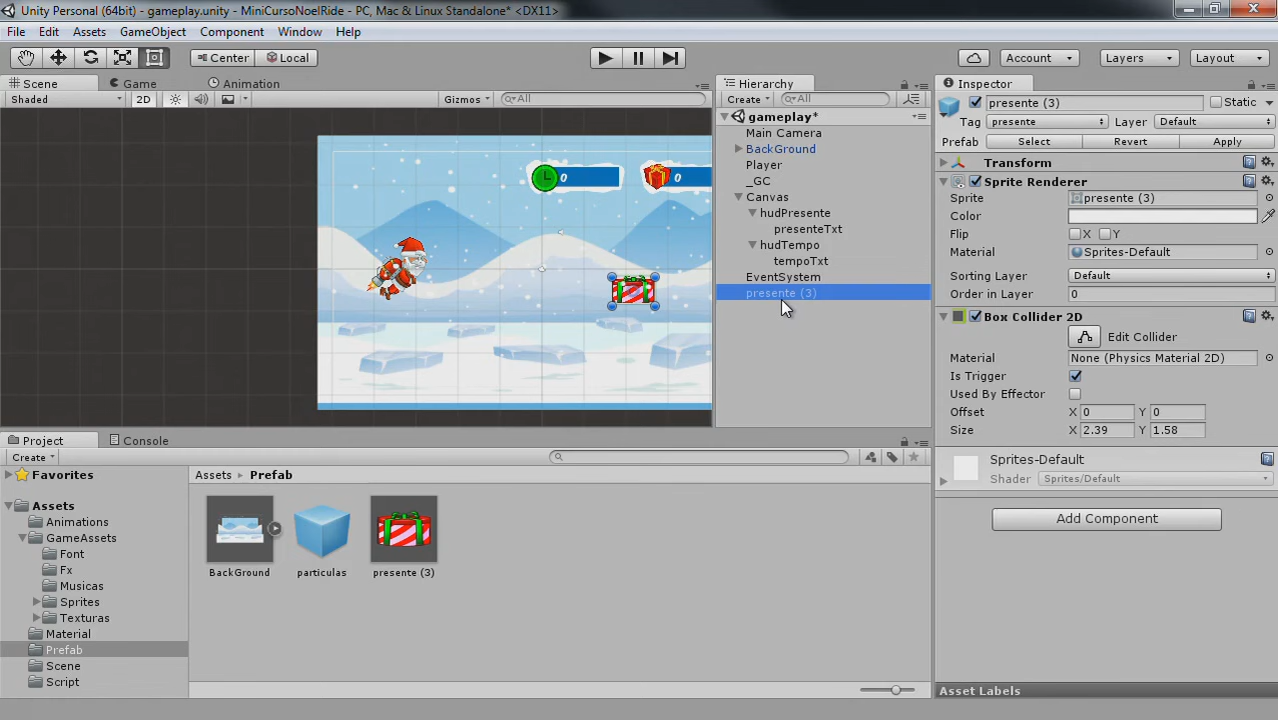 Unity Personal (64bit) - gameplay.unity - MiniCursoNoelRide - PC, Mac & Linux Standalone* <DX11>
File Edit Assets GameObject Component Window Help
Center Local Account Layers Layout
Scene Game Animation
Shaded 2D Gizmos All
0 0
Hierarchy
Create All
gameplay*
Main Camera
BackGround
Player
_GC
Canvas
hudPresente
presenteTxt
hudTempo
tempoTxt
EventSystem
presente (3)
Inspector
presente (3) Static
Tag presente Layer Default
Prefab Select Revert Apply
Transform
Sprite Renderer
Sprite presente (3)
Color
Flip X Y
Material Sprites-Default
Sorting Layer Default
Order in Layer 0
Box Collider 2D
Edit Collider
Material None (Physics Material 2D)
Is Trigger
Used By Effector
Offset X 0 Y 0
Size X 2.39 Y 1.58
Sprites-Default
Shader Sprites/Default
Add Component
Asset Labels
Project Console
Create
Favorites
Assets
Animations
GameAssets
Font
Fx
Musicas
Sprites
Texturas
Material
Prefab
Scene
Script
Assets Prefab
BackGround particulas presente (3)